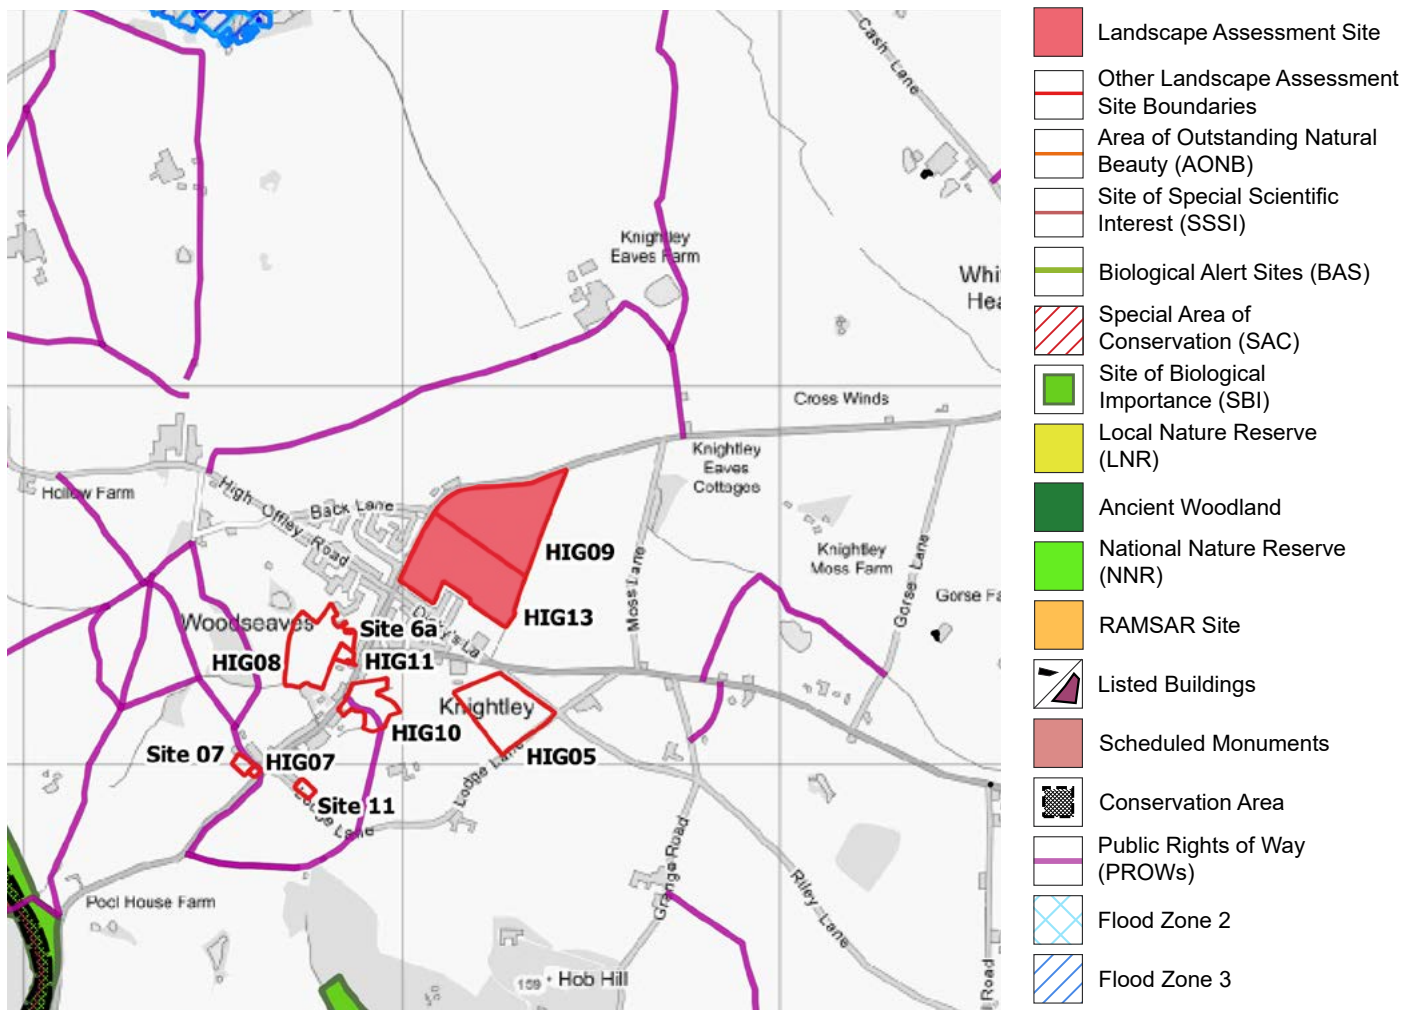 Cash Lane
Knightley
Eaves Farm
Cross Winds
Knightley
Eaves
Cottages
Hollow Farm
High Offley Road
Back Lane
HIG09
Knightley
Moss Farm
Moss Lane
Gorse Lane
HIG13
Woodseaves
Site 6a
HIG08
HIG11
Knightley
HIG10
Site 07
HIG07
HIG05
Site 11
Lodge Lane
Lodge Lane
Grange Road
Riley Lane
Pool House Farm
159
Hob Hill
Road
Landscape Assessment Site
Other Landscape Assessment
Site Boundaries
Area of Outstanding Natural
Beauty (AONB)
Site of Special Scientific
Interest (SSSI)
Biological Alert Sites (BAS)
Special Area of
Conservation (SAC)
Site of Biological
Importance (SBI)
Local Nature Reserve
(LNR)
Ancient Woodland
National Nature Reserve
(NNR)
RAMSAR Site
Listed Buildings
Scheduled Monuments
Conservation Area
Public Rights of Way
(PROWs)
Flood Zone 2
Flood Zone 3